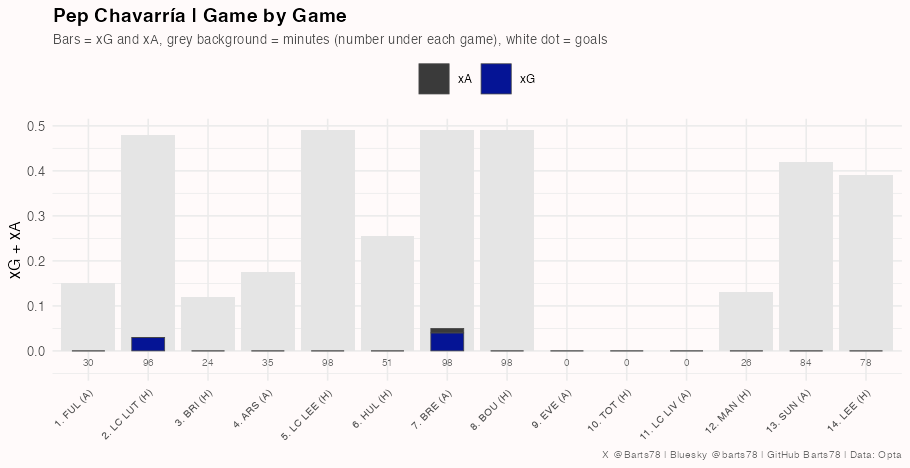 Pep Chavarría | Game by Game
Bars = xG and xA, grey background = minutes (number under each game), white dot = goals
xA xG
xG + xA
0.5
0.4
0.3
0.2
0.1
0.0
30 96 24 35 98 51 98 98 0 0 0 26 84 78
1. FUL (A)
2. LC LUT (H)
3. BRI (H)
4. ARS (A)
5. LC LEE (H)
6. HUL (H)
7. BRE (A)
8. BOU (H)
9. EVE (A)
10. TOT (H)
11. LC LIV (A)
12. MAN (H)
13. SUN (A)
14. LEE (H)
X @Barts78 | Bluesky @barts78 | GitHub Barts78 | Data: Opta